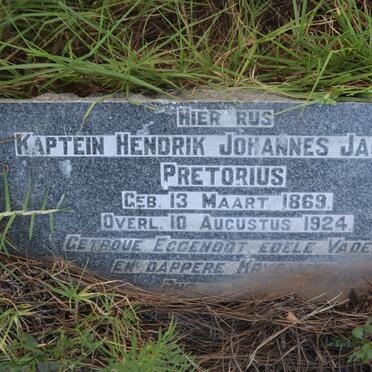 HIER RUS
KAPTEIN HENDRIK JOHANNES JA
PRETORIUS
GEB. 13 MAART 1869.
OVERL. 10 AUGUSTUS 1924.
GETROUE EGGENOOT EDELE VADE
EN DAPPERE